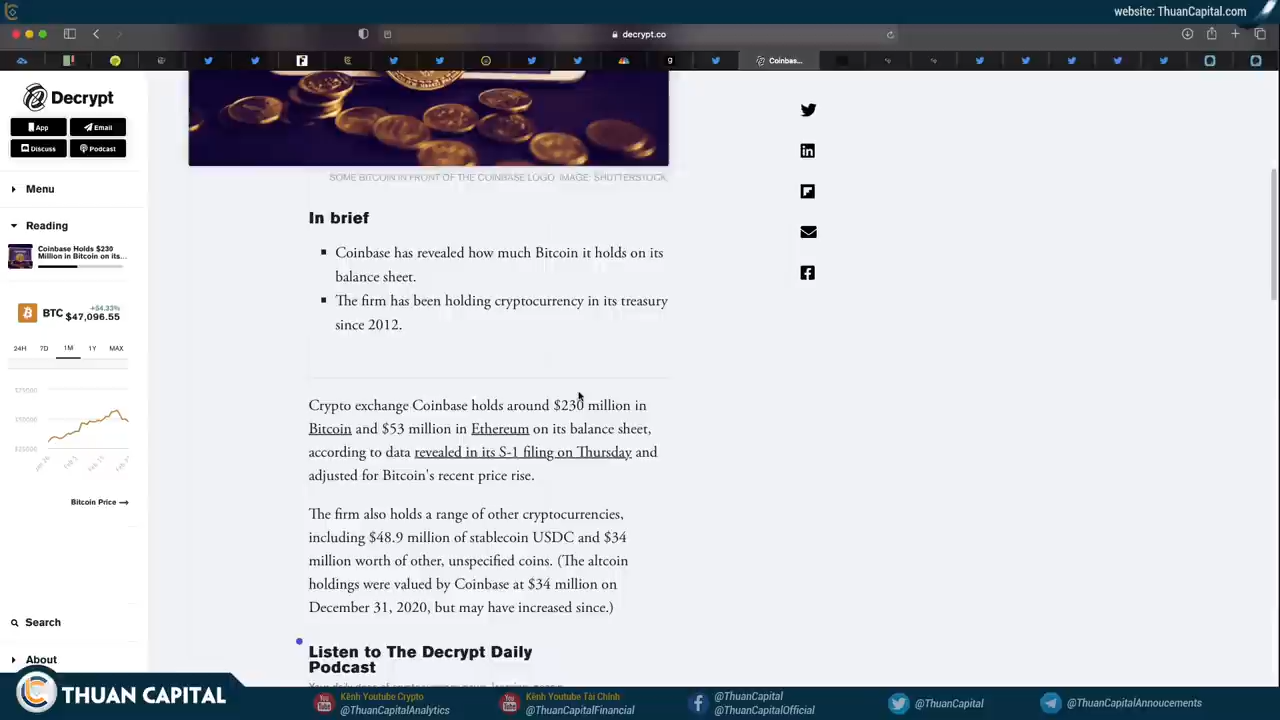 website: ThuanCapital.com
decrypt.co
Coinbas...
Decrypt
App
Email
Discuss
Podcast
Menu
Reading
Coinbase Holds $230
Million in Bitcoin on its...
BTC
+54.33%
$47,096.55
24H 7D 1M 1Y MAX
$75000
$50000
$25000
Bitcoin Price →
Search
About
SOME BITCOIN IN FRONT OF THE COINBASE LOGO. IMAGE: SHUTTERSTOCK.
In brief
Coinbase has revealed how much Bitcoin it holds on its
balance sheet.
The firm has been holding cryptocurrency in its treasury
since 2012.
Crypto exchange Coinbase holds around $230 million in
Bitcoin and $53 million in Ethereum on its balance sheet,
according to data revealed in its S-1 filing on Thursday and
adjusted for Bitcoin's recent price rise.
The firm also holds a range of other cryptocurrencies,
including $48.9 million of stablecoin USDC and $34
million worth of other, unspecified coins. (The altcoin
holdings were valued by Coinbase at $34 million on
December 31, 2020, but may have increased since.)
Listen to The Decrypt Daily
Podcast
THUAN CAPITAL
Kênh Youtube Crypto
@ThuanCapitalAnalytics
Kênh Youtube Tài Chính
@ThuanCapitalFinancial
@ThuanCapital
@ThuanCapitalOfficial
@ThuanCapital
@ThuanCapitalAnnoucements